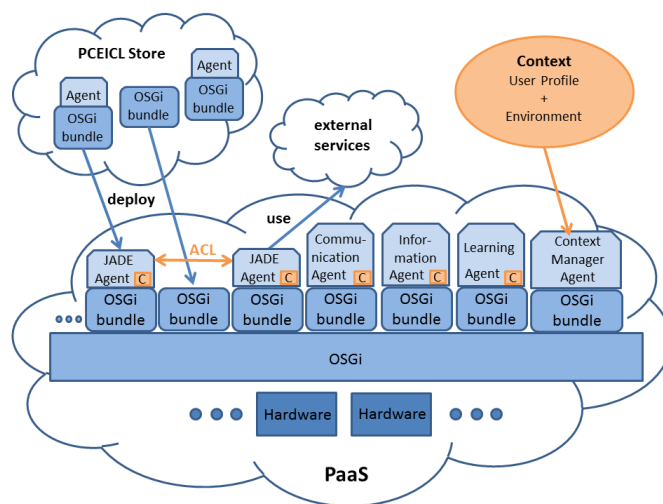 PCEICL Store
Agent
OSGi
bundle
OSGi
bundle
Agent
OSGi
bundle
Context
User Profile
+
Environment
external
services
deploy
use
ACL
JADE
Agent C
JADE
Agent C
Commu-
nication
Agent C
Infor-
mation
Agent C
Learning
Agent C
Context
Manager
Agent
OSGi
bundle
OSGi
bundle
OSGi
bundle
OSGi
bundle
OSGi
bundle
OSGi
bundle
OSGi
bundle
OSGi
Hardware
Hardware
PaaS